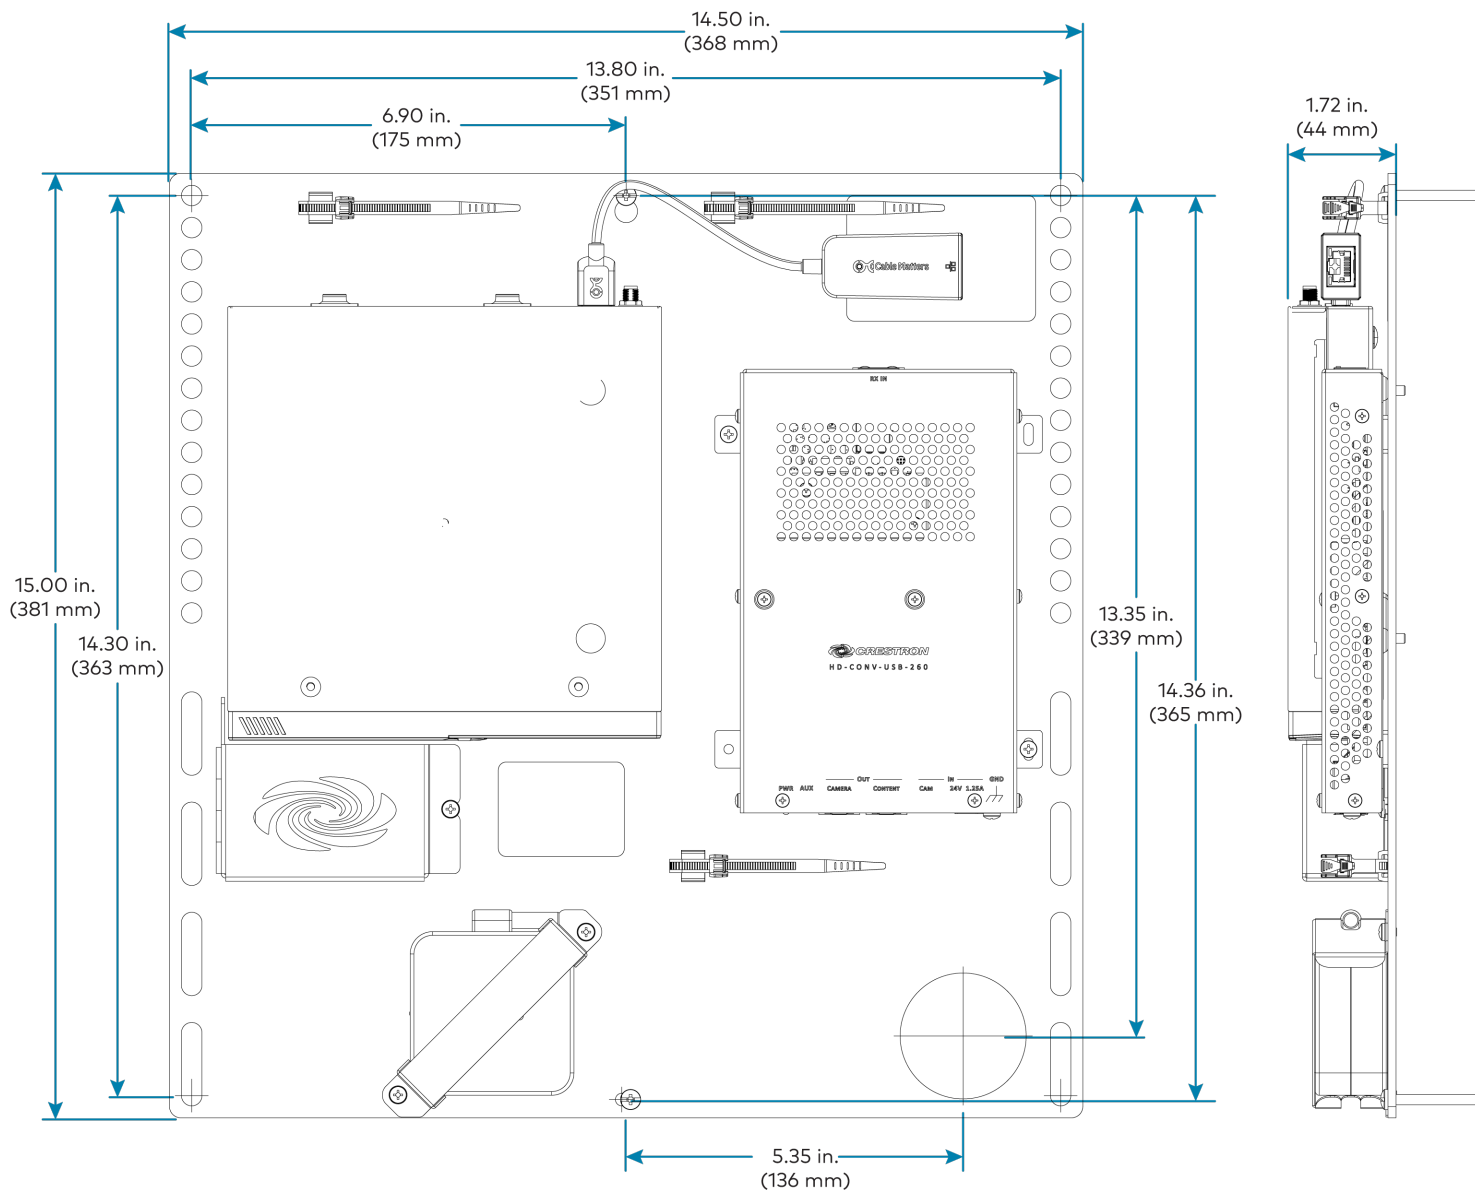 14.50 in.
(368 mm)
13.80 in.
(351 mm)
6.90 in.
(175 mm)
1.72 in.
(44 mm)
Cable Matters
RX IN
15.00 in.
(381 mm)
14.30 in.
(363 mm)
13.35 in.
(339 mm)
CRESTRON
HD-CONV-USB-260
14.36 in.
(365 mm)
OUT IN GND
PWR AUX CAMERA CONTENT CAM 24V 1.25A
5.35 in.
(136 mm)